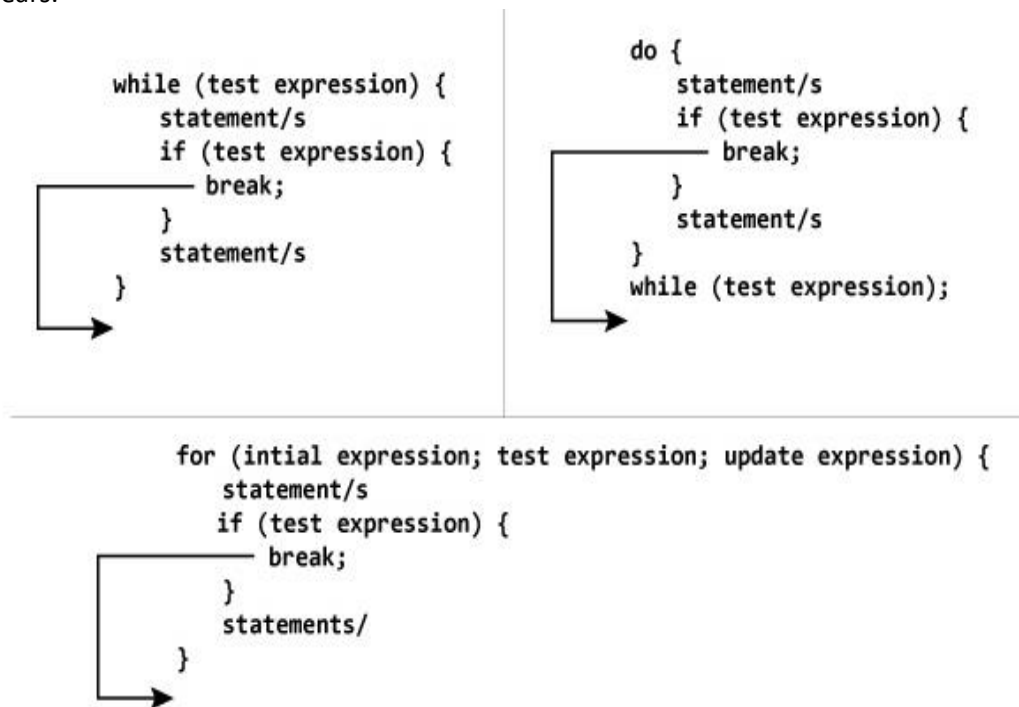 while (test expression) {
statement/s
if (test expression) {
break;
}
statement/s
}
do {
statement/s
if (test expression) {
break;
}
statement/s
}
while (test expression);
for (intial expression; test expression; update expression) {
statement/s
if (test expression) {
break;
}
statements/
}